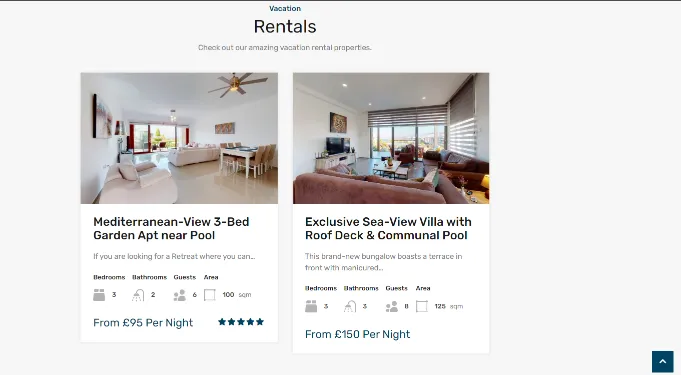 Vacation
Rentals
Check out our amazing vacation rental properties.
Mediterranean-View 3-Bed
Garden Apt near Pool
If you are looking for a Retreat where you can...
Bedrooms Bathrooms Guests Area
3 2 6 100 sqm
From £95 Per Night
Exclusive Sea-View Villa with
Roof Deck & Communal Pool
This brand-new bungalow boasts a terrace in
front with manicured...
Bedrooms Bathrooms Guests Area
3 3 8 125 sqm
From £150 Per Night